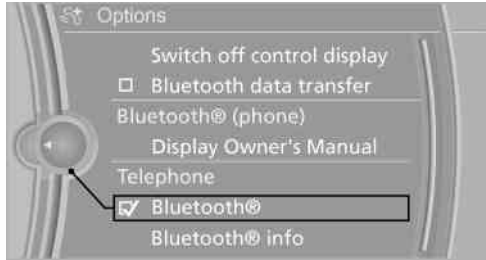 Options
Switch off control display
Bluetooth data transfer
Bluetooth® (phone)
Display Owner's Manual
Telephone
Bluetooth®
Bluetooth® info